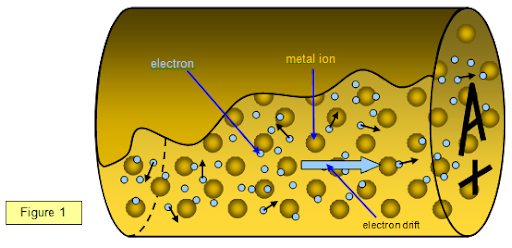 metal ion
electron
A
+
electron drift
Figure 1